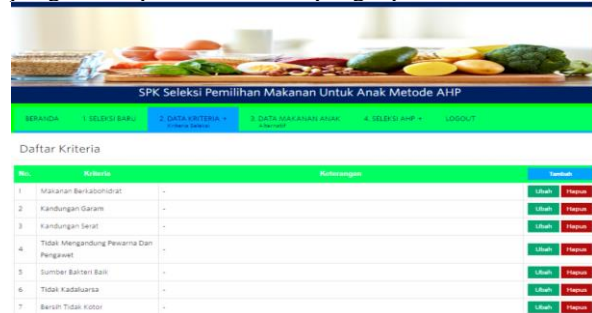 SPK Seleksi Pemilihan Makanan Untuk Anak Metode AHP
BERANDA 1. SELEKSI BARU 2. DATA KRITERIA 3. DATA MAKANAN ANAK 4. SELEKSI AHP LOGOUT
Kriteria Seleksi Alternatif
Daftar Kriteria
No. Kriteria Keterangan Tambah
1 Makanan Berkabohidrat - Ubah Hapus
2 Kandungan Garam - Ubah Hapus
3 Kandungan Serat - Ubah Hapus
4 Tidak Mengandung Pewarna Dan
Pengawet - Ubah Hapus
5 Sumber Bakteri Baik - Ubah Hapus
6 Tidak Kadaluarsa - Ubah Hapus
7 Bersih Tidak Kotor - Ubah Hapus